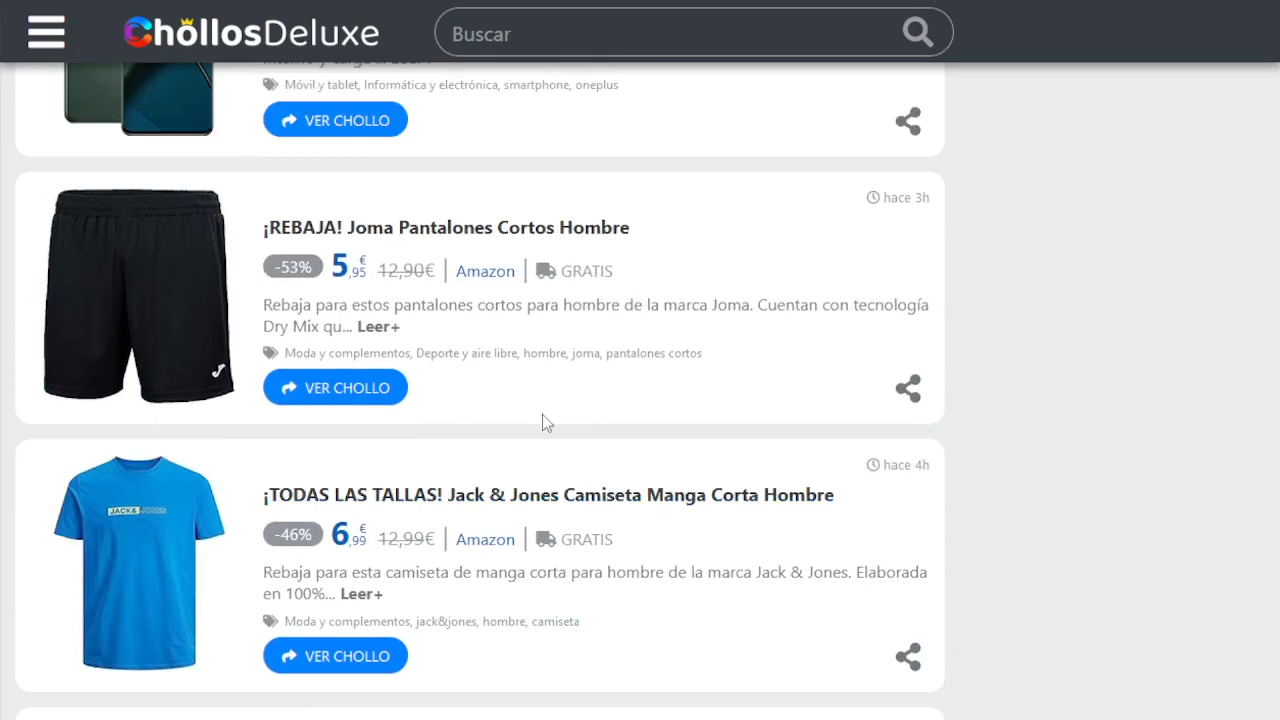 ChollosDeluxe
Buscar
Móvil y tablet, Informática y electrónica, smartphone, oneplus
VER CHOLLO
hace 3h
¡REBAJA! Joma Pantalones Cortos Hombre
-53% 5,95€ 12,90€ | Amazon | GRATIS
Rebaja para estos pantalones cortos para hombre de la marca Joma. Cuentan con tecnología
Dry Mix qu... Leer+
Moda y complementos, Deporte y aire libre, hombre, joma, pantalones cortos
VER CHOLLO
hace 4h
¡TODAS LAS TALLAS! Jack & Jones Camiseta Manga Corta Hombre
JACK& JONES
-46% 6,99€ 12,99€ | Amazon | GRATIS
Rebaja para esta camiseta de manga corta para hombre de la marca Jack & Jones. Elaborada
en 100%... Leer+
Moda y complementos, jack&jones, hombre, camiseta
VER CHOLLO